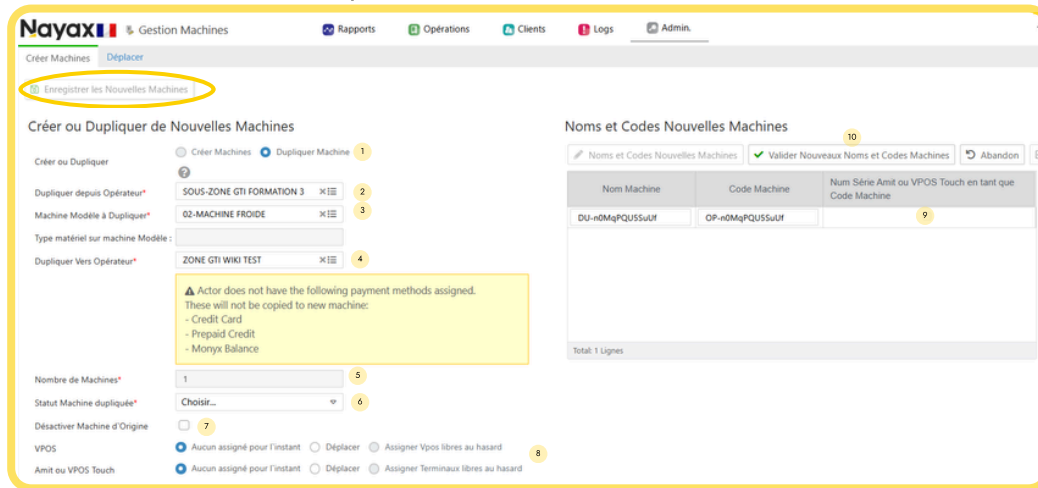 Nayax Gestion Machines Rapports Opérations Clients Logs Admin.
Créer Machines Déplacer
Enregistrer les Nouvelles Machines
Créer ou Dupliquer de Nouvelles Machines
Créer ou Dupliquer Créer Machines Dupliquer Machine 1
?
Dupliquer depuis Opérateur* SOUS-ZONE GTI FORMATION 3 2
Machine Modèle à Dupliquer* 02-MACHINE FROIDE 3
Type matériel sur machine Modèle :
Dupliquer Vers Opérateur* ZONE GTI WIKI TEST 4
Actor does not have the following payment methods assigned.
These will not be copied to new machine:
- Credit Card
- Prepaid Credit
- Monyx Balance
Nombre de Machines* 1 5
Statut Machine dupliquée* Choisir... 6
Désactiver Machine d'Origine 7
VPOS Aucun assigné pour l'instant Déplacer Assigner Vpos libres au hasard
8
Amit ou VPOS Touch Aucun assigné pour l'instant Déplacer Assigner Terminaux libres au hasard
Noms et Codes Nouvelles Machines
10
Noms et Codes Nouvelles Machines Valider Nouveaux Noms et Codes Machines Abandon
Nom Machine Code Machine Num Série Amit ou VPOS Touch en tant que
Code Machine
DU-n0MqPQUSSuUf OP-n0MqPQUSSuUf 9
Total: 1 Lignes